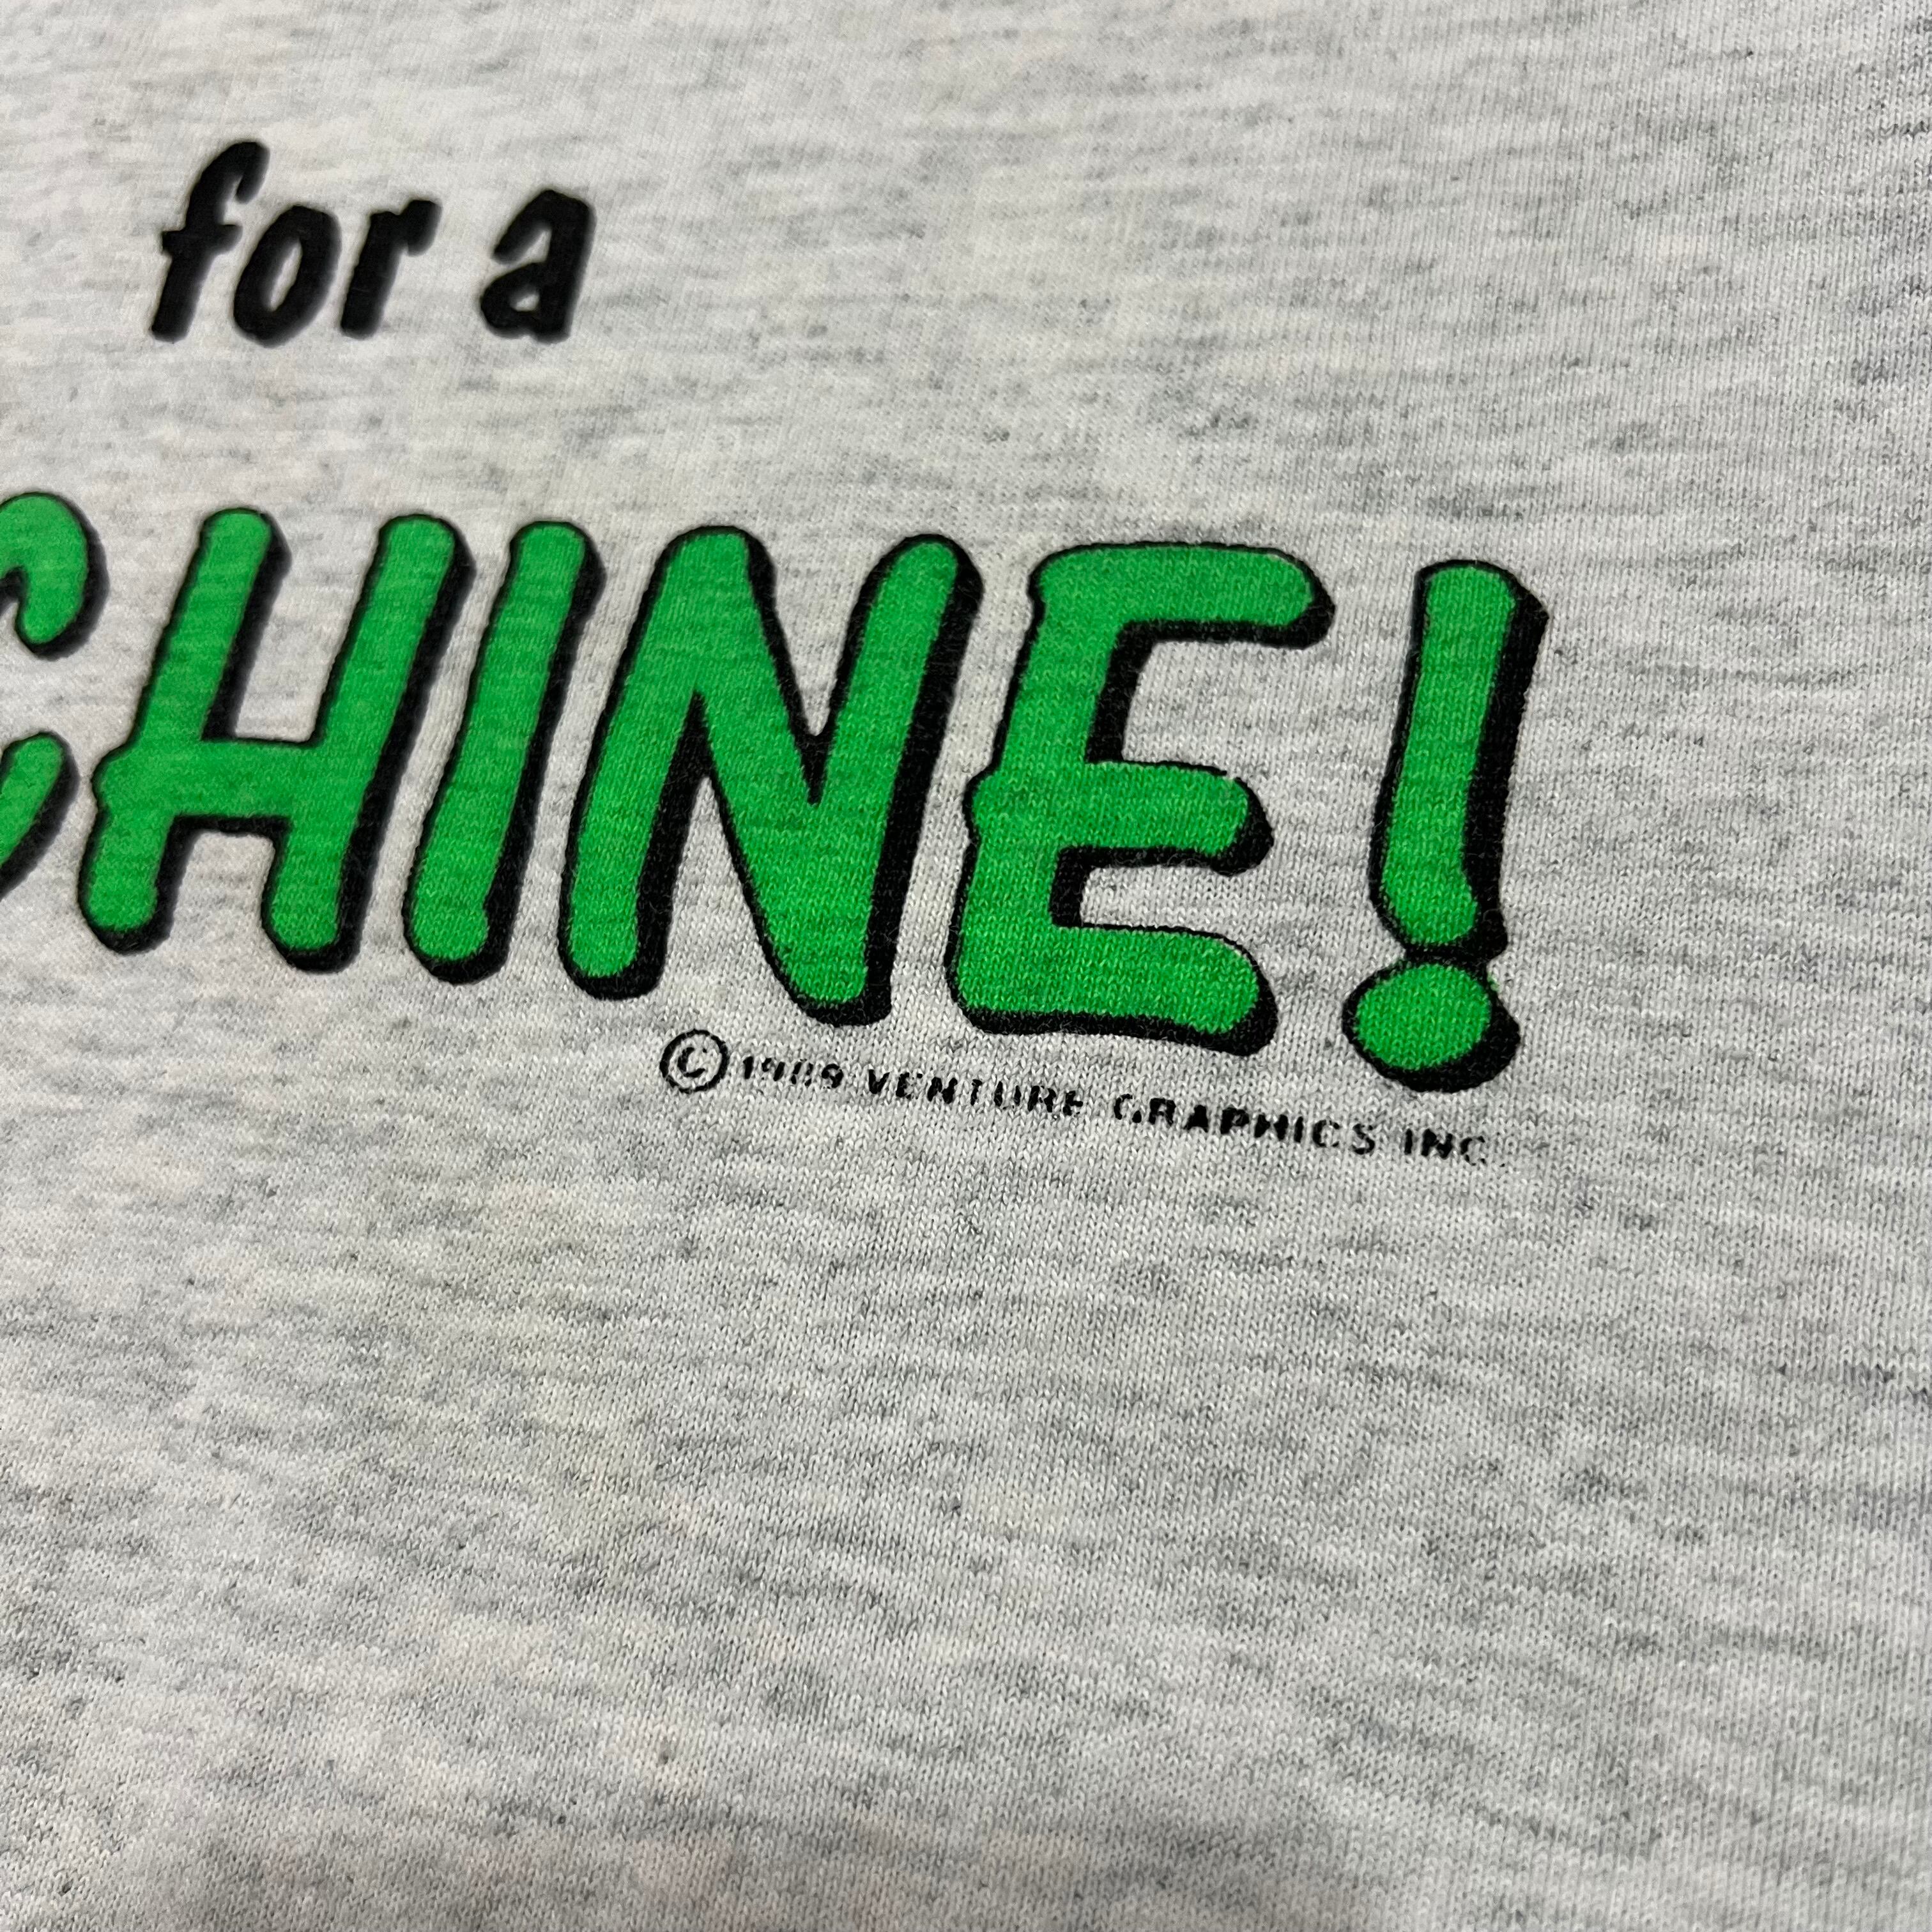 for a
CHINE!
© 1989 VENTURE GRAPHICS INC.